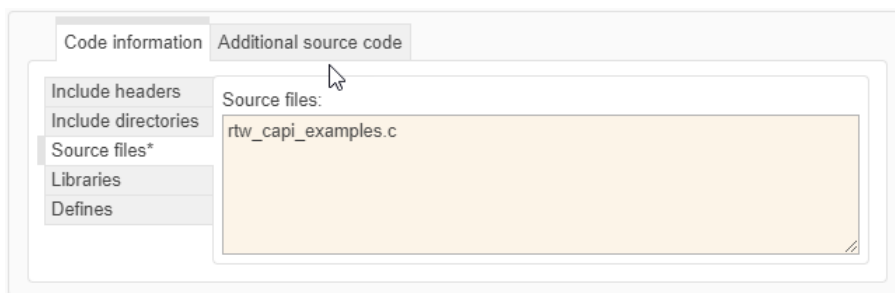 Code information
Additional source code
Include headers
Include directories
Source files*
Libraries
Defines
Source files:
rtw_capi_examples.c